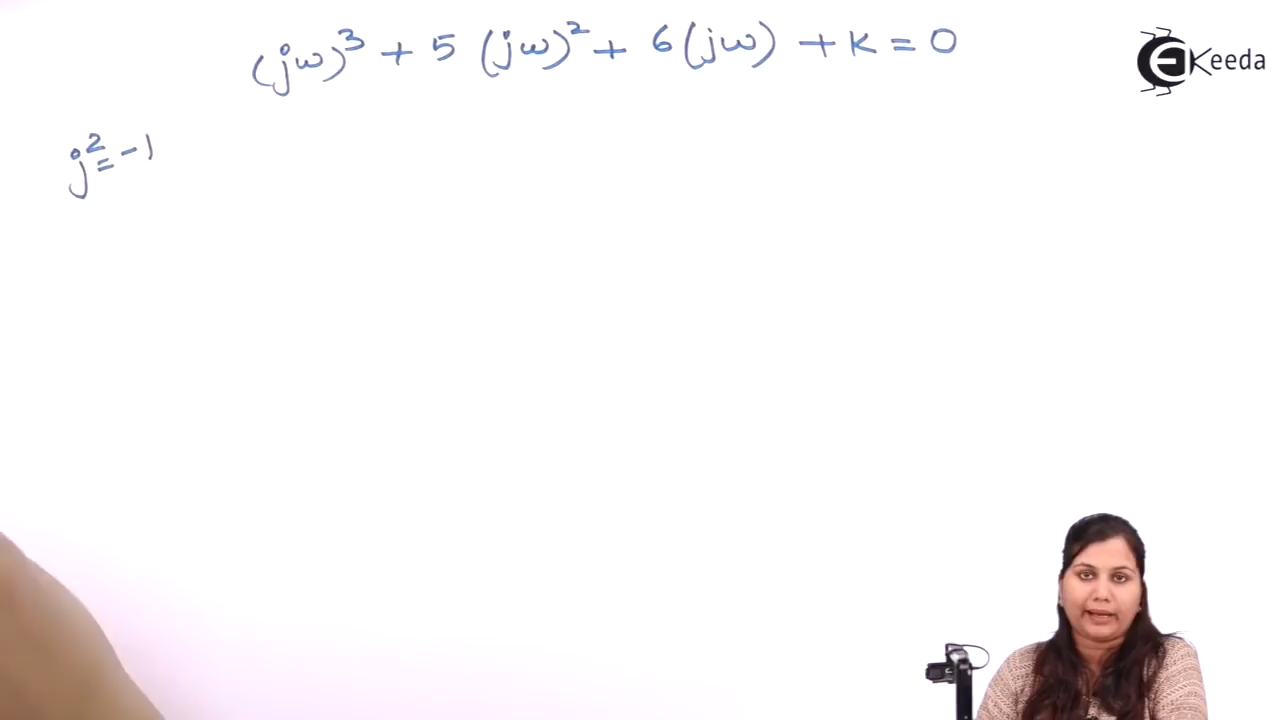 (jω)³ + 5 (jω)² + 6(jω) + K = 0
Keeda
j² = -1